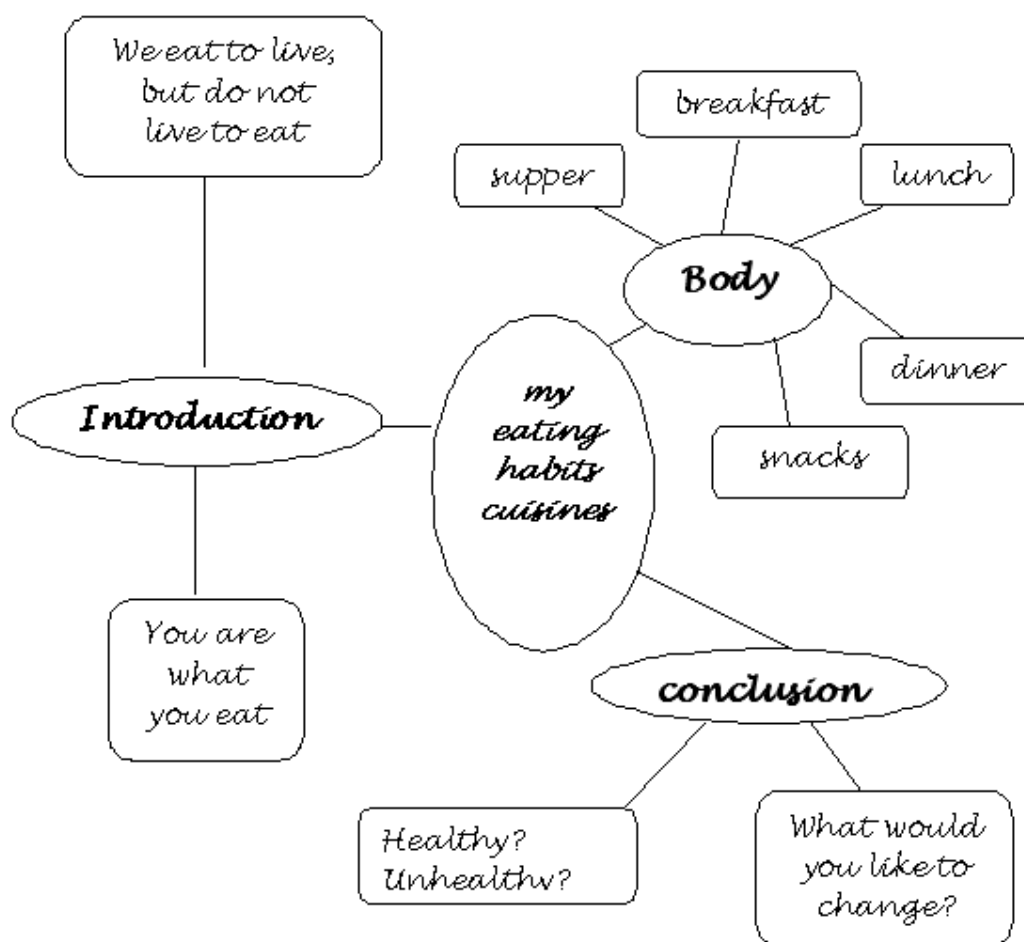 We eat to live,
but do not
live to eat
breakfast
supper
lunch
Body
dinner
snacks
Introduction
my
eating
habits
cuisines
You are
what
you eat
conclusion
Healthy?
Unhealthy?
What would
you like to
change?